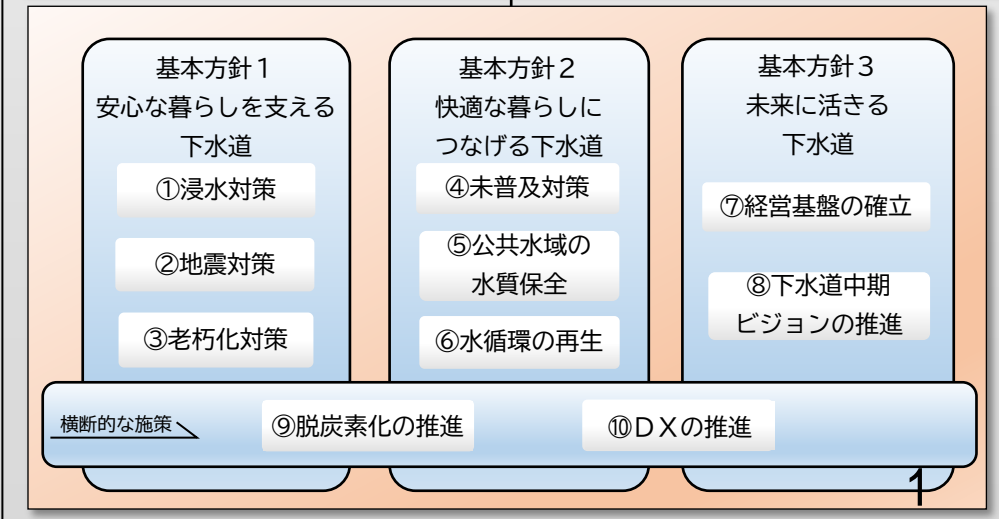 基本方針１
安心な暮らしを支える
下水道
①浸水対策
②地震対策
③老朽化対策
基本方針２
快適な暮らしに
つなげる下水道
④未普及対策
⑤公共水域の
水質保全
⑥水循環の再生
基本方針３
未来に活きる
下水道
⑦経営基盤の確立
⑧下水道中期
ビジョンの推進
横断的な施策
⑨脱炭素化の推進
⑩ＤＸの推進
1